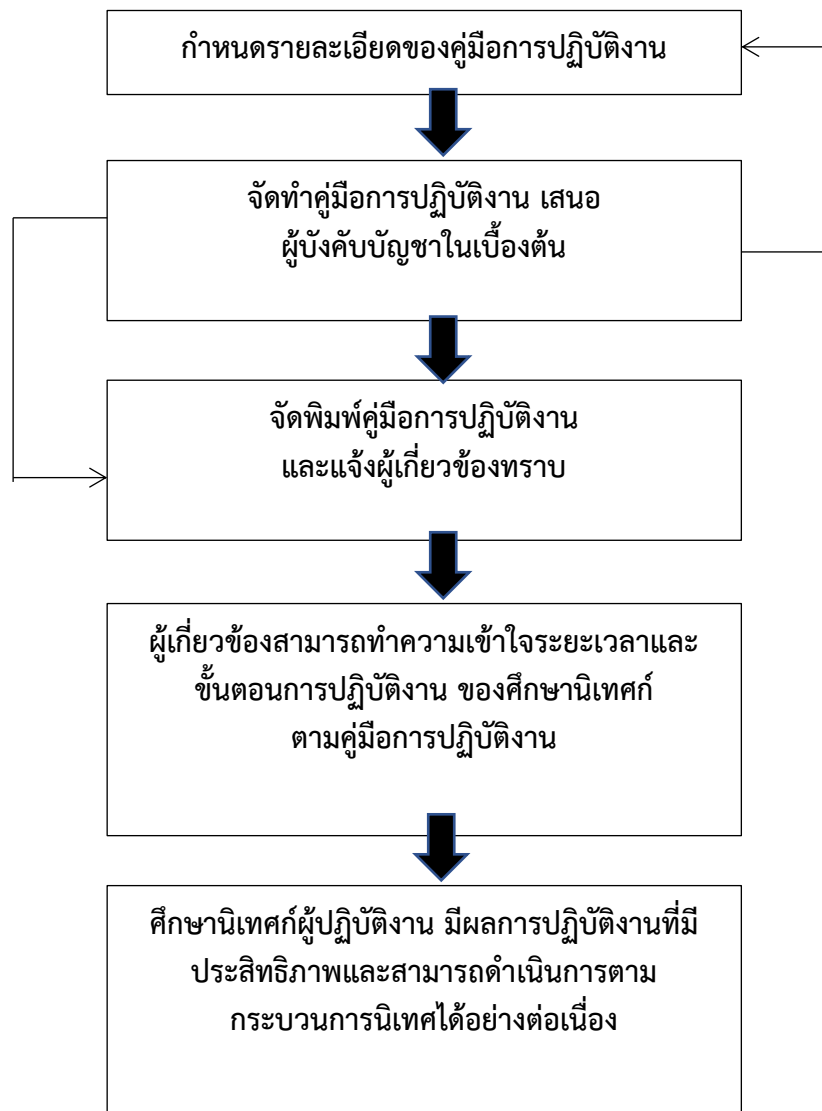 กำหนดรายละเอียดของคู่มือการปฏิบัติงาน
จัดทำคู่มือการปฏิบัติงาน เสนอ
ผู้บังคับบัญชาในเบื้องต้น
จัดพิมพ์คู่มือการปฏิบัติงาน
และแจ้งผู้เกี่ยวข้องทราบ
ผู้เกี่ยวข้องสามารถทำความเข้าใจระยะเวลาและ
ขั้นตอนการปฏิบัติงาน ของศึกษานิเทศก์
ตามคู่มือการปฏิบัติงาน
ศึกษานิเทศก์ผู้ปฏิบัติงาน มีผลการปฏิบัติงานที่มี
ประสิทธิภาพและสามารถดำเนินการตาม
กระบวนการนิเทศได้อย่างต่อเนื่อง